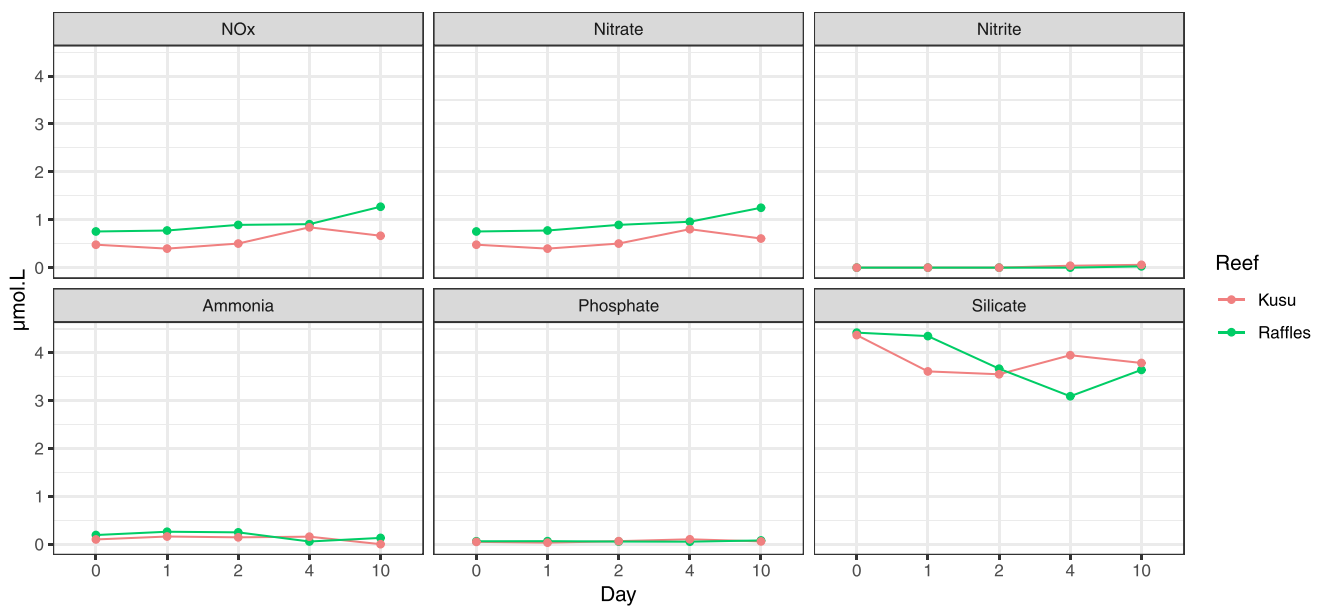 NOx Nitrate Nitrite
4
3
2
1
0
Ammonia Phosphate Silicate
4
3
2
1
0
0 1 2 4 10 0 1 2 4 10 0 1 2 4 10
Day
µmol.L
Reef
Kusu
Raffles